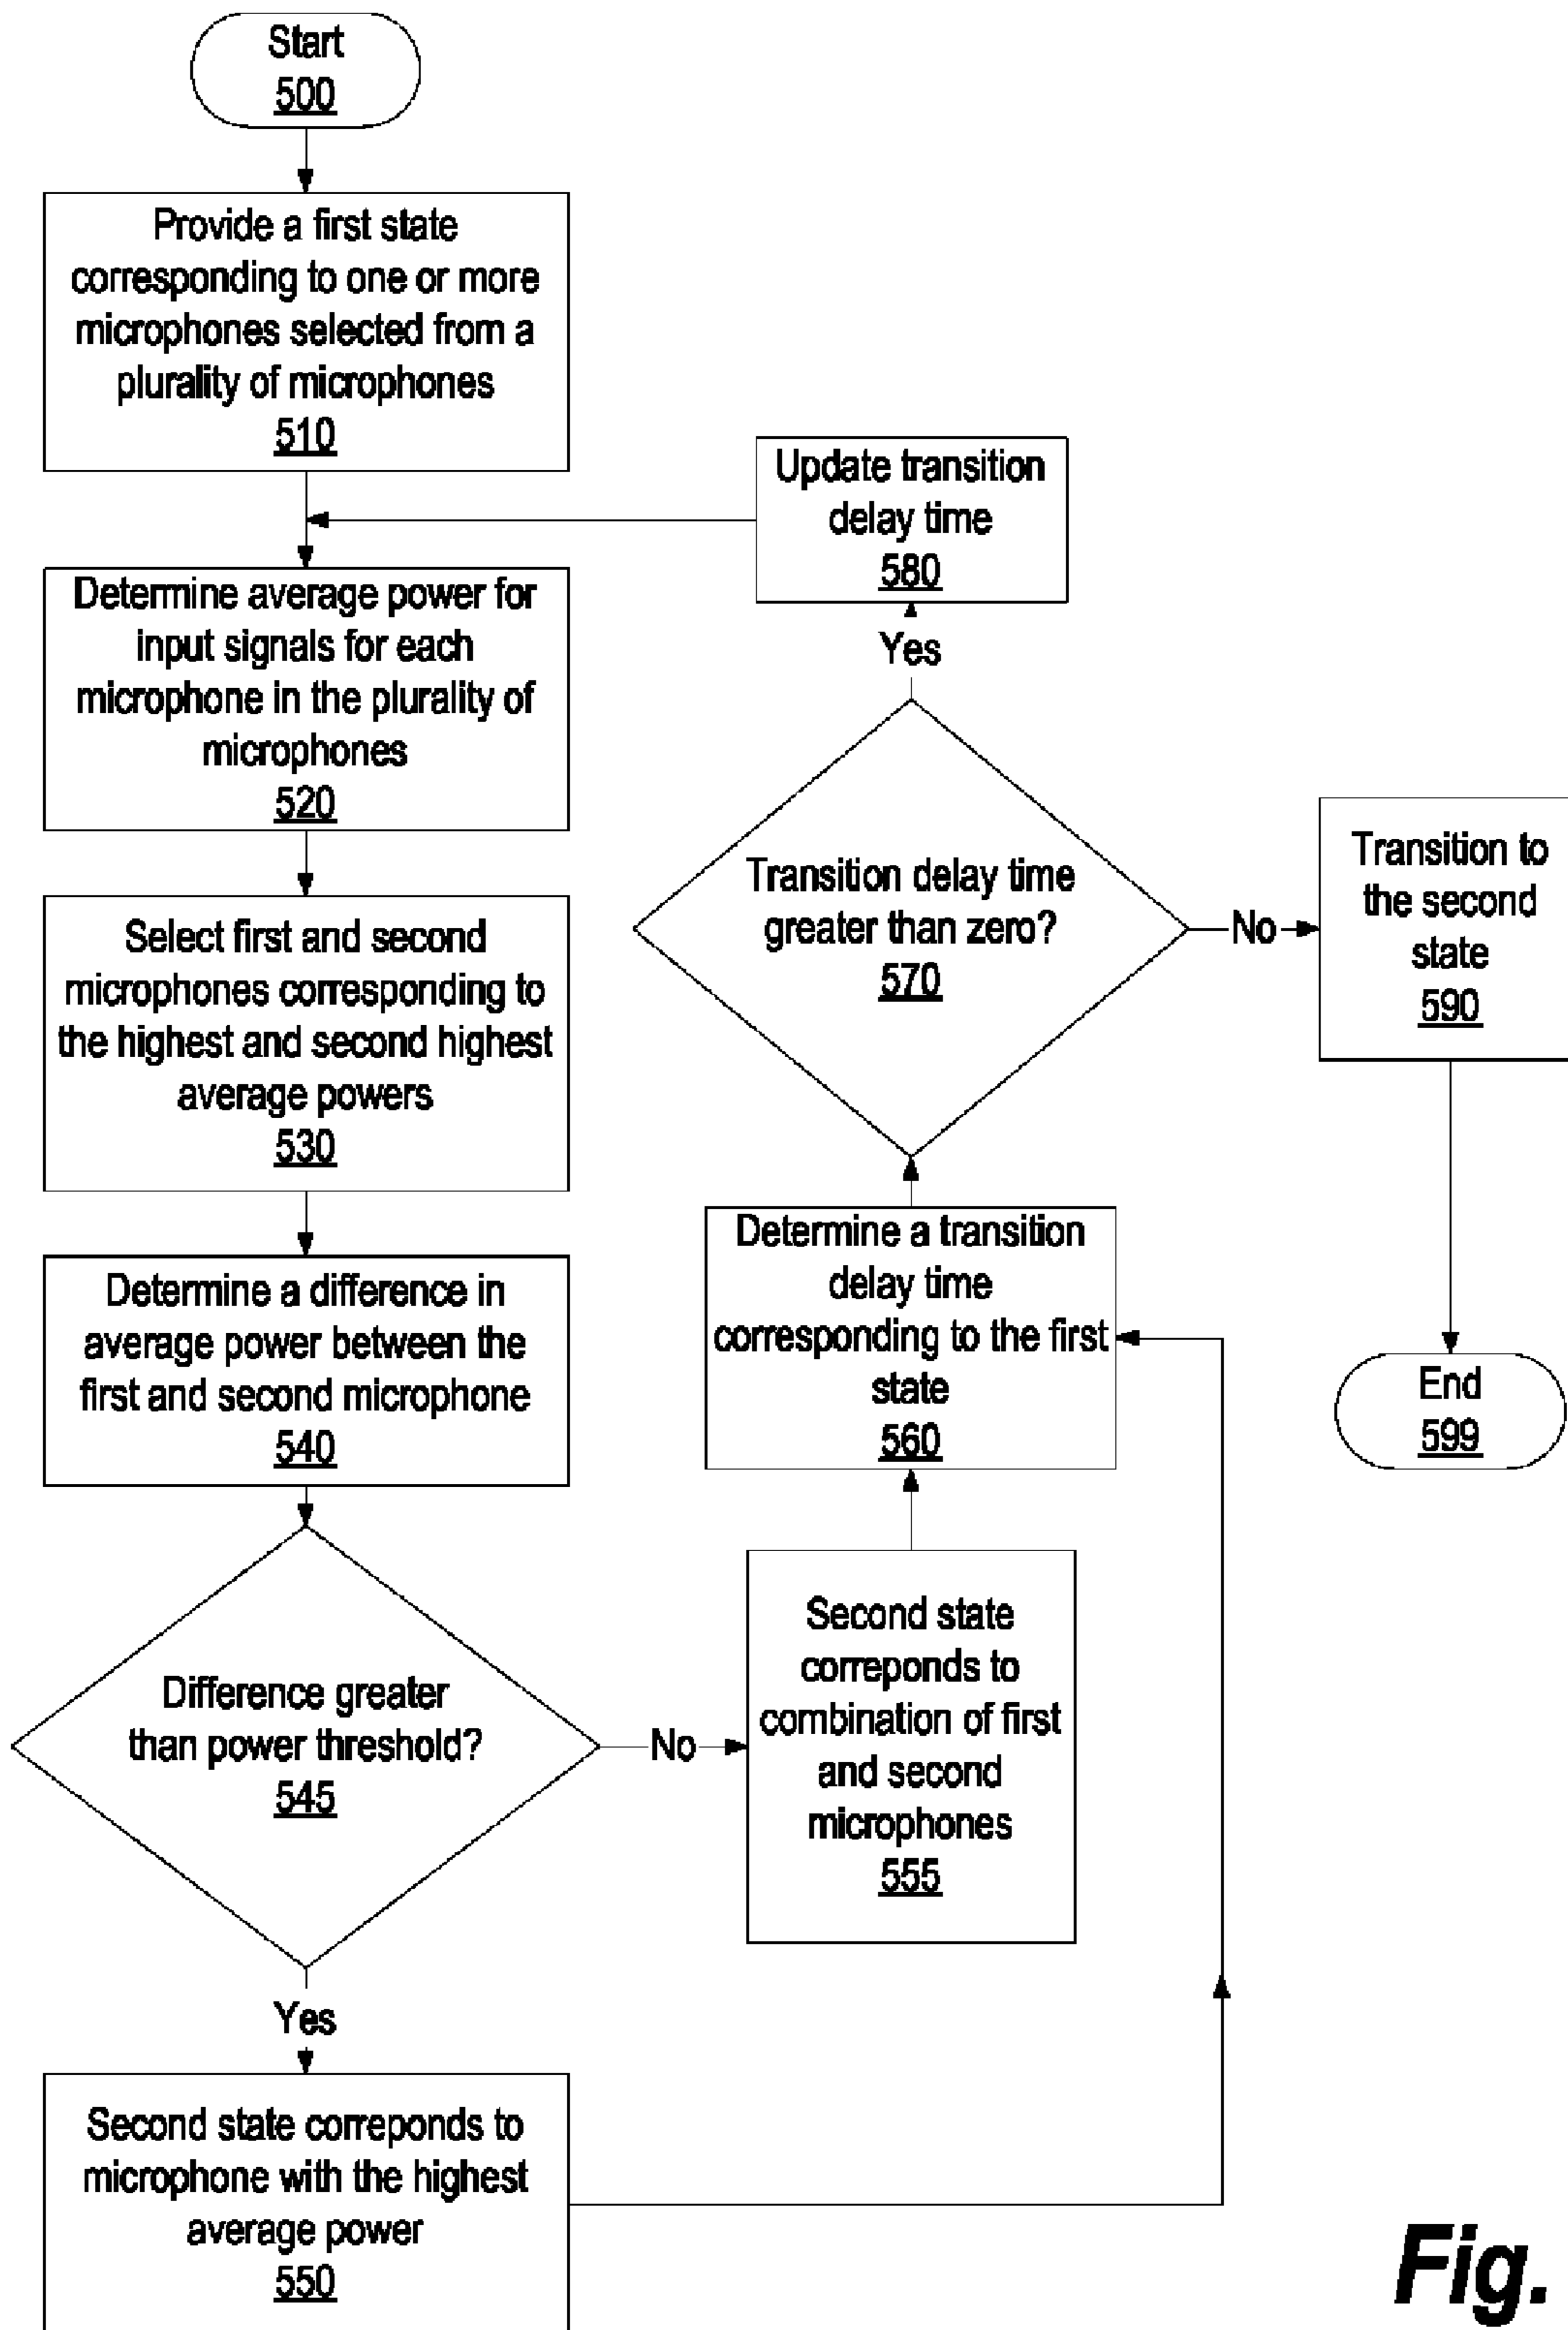 Start
500
Provide a first state
corresponding to one or more
microphones selected from a
plurality of microphones
510
Update transition
delay time
580
Determine average power for
input signals for each
microphone in the plurality of
microphones
520
Yes
Select first and second
microphones corresponding to
the highest and second highest
average powers
530
Transition delay time
greater than zero?
570
No
Transition to
the second
state
590
Determine a difference in
average power between the
first and second microphone
540
Determine a transition
delay time
corresponding to the first
state
560
End
599
Difference greater
than power threshold?
545
No
Second state
correponds to
combination of first
and second
microphones
555
Yes
Second state correponds to
microphone with the highest
average power
550
Fig.